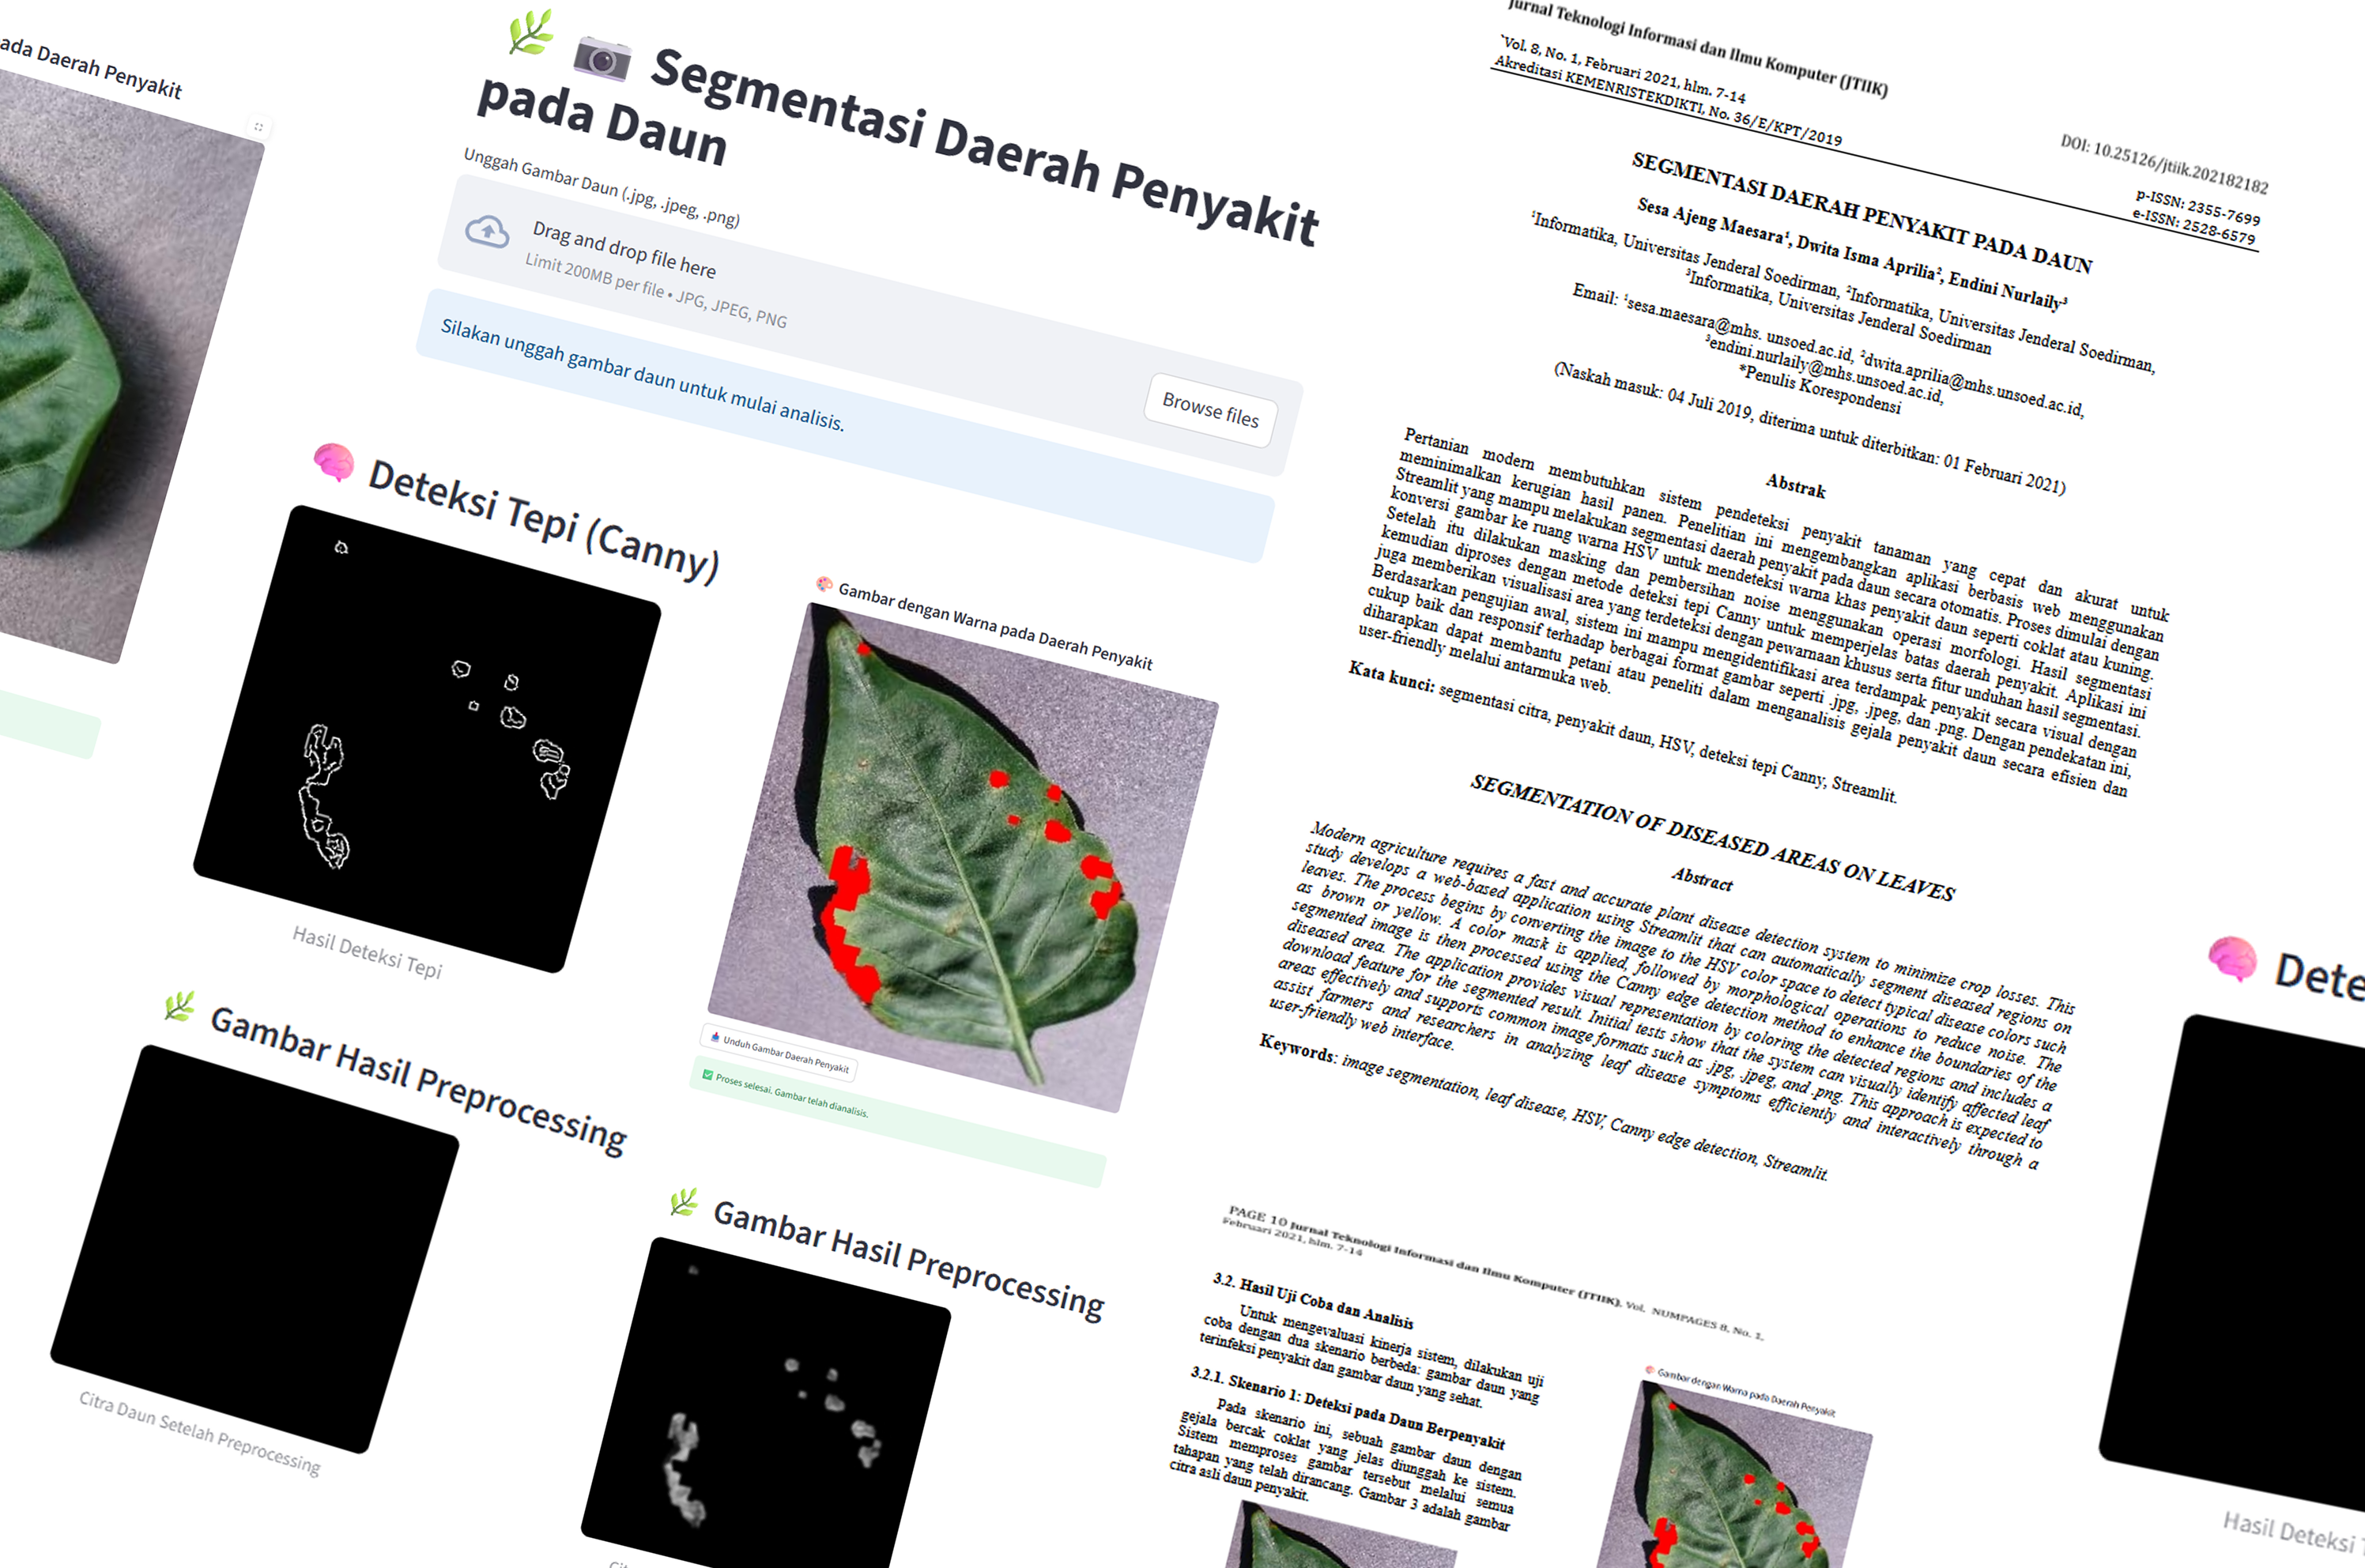 ada Daerah Penyakit
Segmentasi Daerah Penyakit
pada Daun
Unggah Gambar Daun (.jpg, .jpeg, .png)
Drag and drop file here
Limit 200MB per file • JPG, JPEG, PNG
Browse files
Silakan unggah gambar daun untuk mulai analisis.
Deteksi Tepi (Canny)
Hasil Deteksi Tepi
Gambar dengan Warna pada Daerah Penyakit
Unduh Gambar Daerah Penyakit
Proses selesai. Gambar telah dianalisis.
Gambar Hasil Preprocessing
Citra Daun Setelah Preprocessing
Gambar Hasil Preprocessing
Jurnal Teknologi Informasi dan Ilmu Komputer (JTIIK)
`Vol. 8, No. 1, Februari 2021, hlm. 7-14
Akreditasi KEMENRISTEKDIKTI, No. 36/E/KPT/2019
DOI: 10.25126/jtiik.202182182
p-ISSN: 2355-7699
e-ISSN: 2528-6579
SEGMENTASI DAERAH PENYAKIT PADA DAUN
Sesa Ajeng Maesara¹, Dwita Isma Aprilia², Endini Nurlaily³
¹Informatika, Universitas Jenderal Soedirman, ²Informatika, Universitas Jenderal Soedirman,
³Informatika, Universitas Jenderal Soedirman
Email: ¹sesa.maesara@mhs. unsoed.ac.id, ²dwita.aprilia@mhs.unsoed.ac.id,
³endini.nurlaily@mhs.unsoed.ac.id,
*Penulis Korespondensi
(Naskah masuk: 04 Juli 2019, diterima untuk diterbitkan: 01 Februari 2021)
Abstrak
Pertanian modern membutuhkan sistem pendeteksi penyakit tanaman yang cepat dan akurat untuk
meminimalkan kerugian hasil panen. Penelitian ini mengembangkan aplikasi berbasis web menggunakan
Streamlit yang mampu melakukan segmentasi daerah penyakit pada daun secara otomatis. Proses dimulai dengan
konversi gambar ke ruang warna HSV untuk mendeteksi warna khas penyakit daun seperti coklat atau kuning.
Setelah itu dilakukan masking dan pembersihan noise menggunakan operasi morfologi. Hasil segmentasi
kemudian diproses dengan metode deteksi tepi Canny untuk memperjelas batas daerah penyakit. Aplikasi ini
juga memberikan visualisasi area yang terdeteksi dengan pewarnaan khusus serta fitur unduhan hasil segmentasi.
Berdasarkan pengujian awal, sistem ini mampu mengidentifikasi area terdampak penyakit secara visual dengan
cukup baik dan responsif terhadap berbagai format gambar seperti .jpg, .jpeg, dan .png. Dengan pendekatan ini,
diharapkan dapat membantu petani atau peneliti dalam menganalisis gejala penyakit daun secara efisien dan
user-friendly melalui antarmuka web.
Kata kunci: segmentasi citra, penyakit daun, HSV, deteksi tepi Canny, Streamlit.
SEGMENTATION OF DISEASED AREAS ON LEAVES
Abstract
Modern agriculture requires a fast and accurate plant disease detection system to minimize crop losses. This
study develops a web-based application using Streamlit that can automatically segment diseased regions on
leaves. The process begins by converting the image to the HSV color space to detect typical disease colors such
as brown or yellow. A color mask is applied, followed by morphological operations to reduce noise. The
segmented image is then processed using the Canny edge detection method to enhance the boundaries of the
diseased area. The application provides visual representation by coloring the detected regions and includes a
download feature for the segmented result. Initial tests show that the system can visually identify affected leaf
areas effectively and supports common image formats such as .jpg, .jpeg, and .png. This approach is expected to
assist farmers and researchers in analyzing leaf disease symptoms efficiently and interactively through a
user-friendly web interface.
Keywords: image segmentation, leaf disease, HSV, Canny edge detection, Streamlit.
PAGE 10 Jurnal Teknologi Informasi dan Ilmu Komputer (JTIIK), Vol. NUMPAGES 8, No. 1,
Februari 2021, hlm. 7-14
3.2. Hasil Uji Coba dan Analisis
Untuk mengevaluasi kinerja sistem, dilakukan uji
coba dengan dua skenario berbeda: gambar daun yang
terinfeksi penyakit dan gambar daun yang sehat.
3.2.1. Skenario 1: Deteksi pada Daun Berpenyakit
Pada skenario ini, sebuah gambar daun dengan
gejala bercak coklat yang jelas diunggah ke sistem.
Sistem memproses gambar tersebut melalui semua
tahapan yang telah dirancang. Gambar 3 adalah gambar
citra asli daun penyakit.
Gambar dengan Warna pada Daerah Penyakit
Dete
Hasil Deteksi T